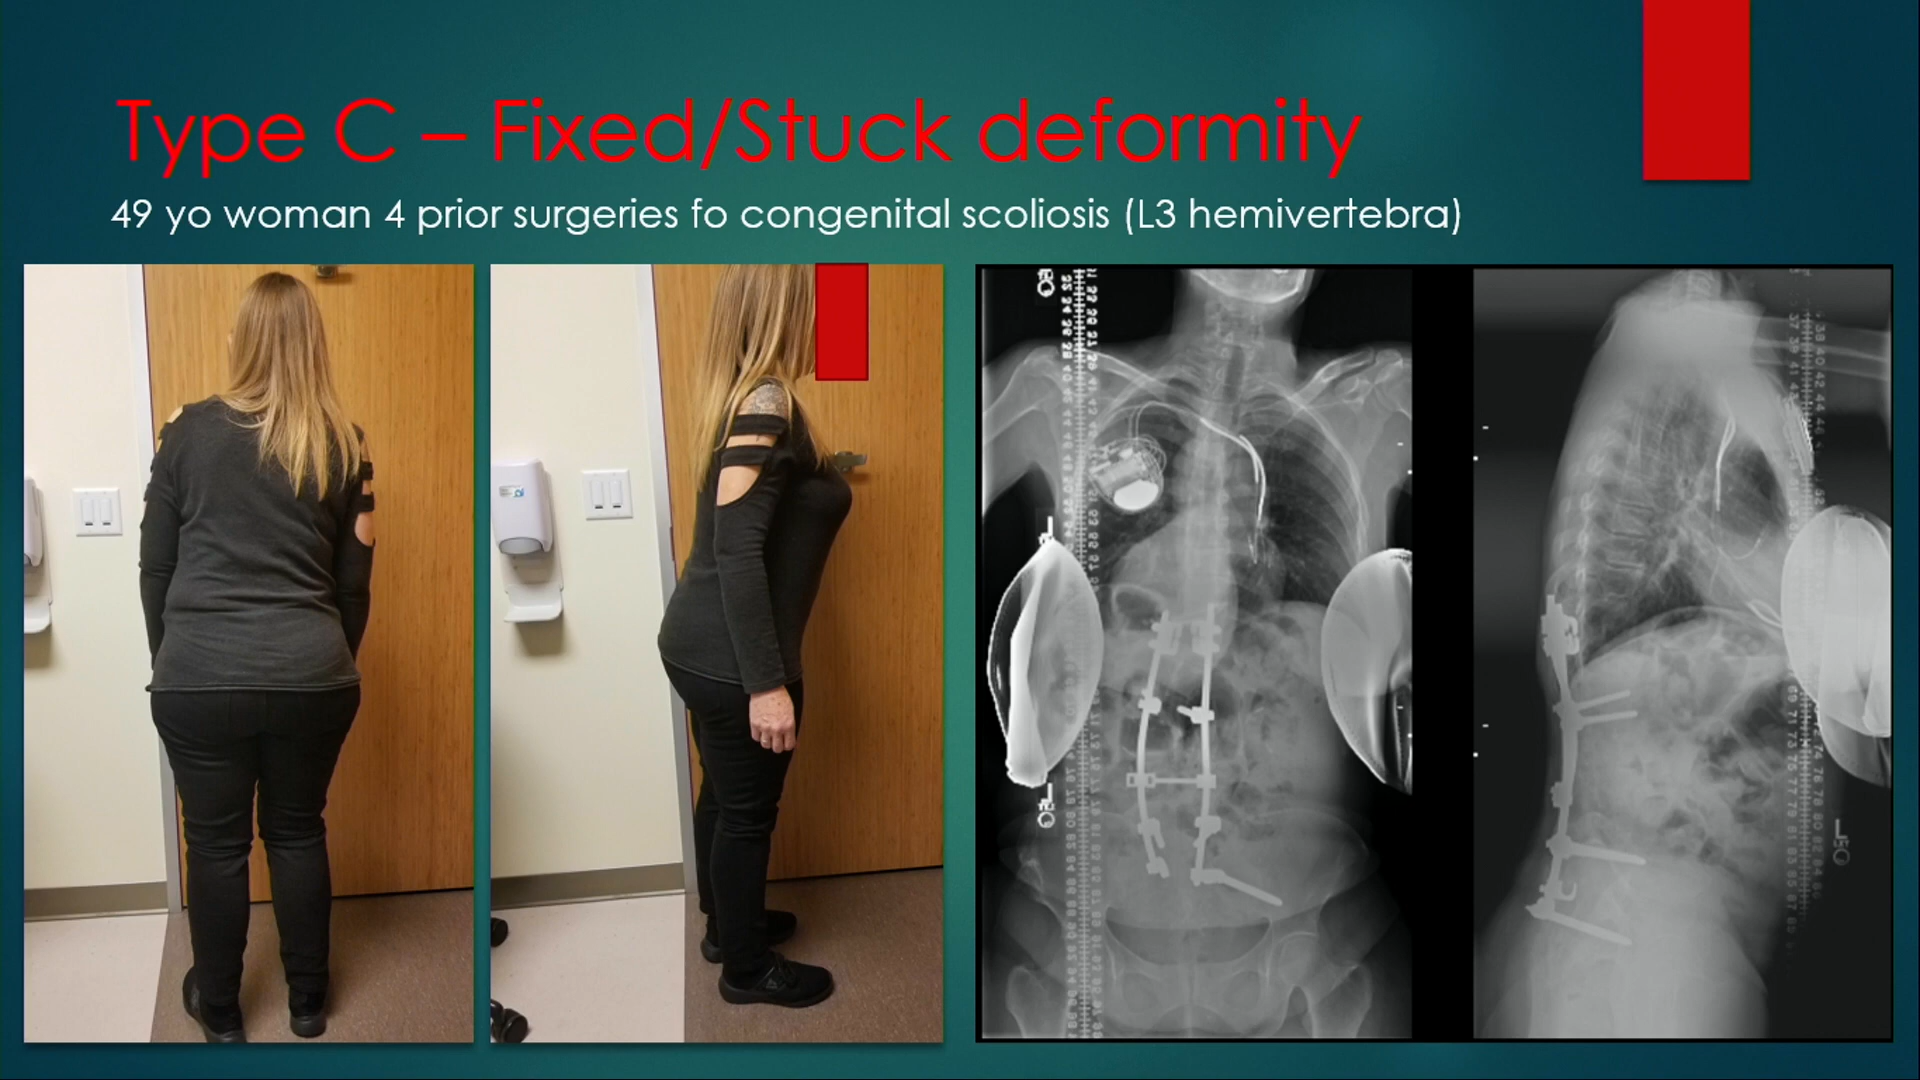 Type C – Fixed/Stuck deformity
49 yo woman 4 prior surgeries fo congenital scoliosis (L3 hemivertebra)